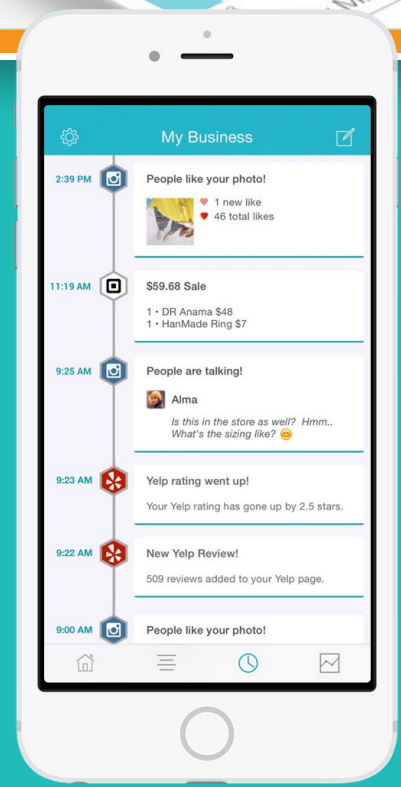 My Business
2:39 PM
People like your photo!
1 new like
46 total likes
11:19 AM
$59.68 Sale
1 • DR Anama $48
1 • HanMade Ring $7
9:25 AM
People are talking!
Alma
Is this in the store as well? Hmm..
What's the sizing like? 😊
9:23 AM
Yelp rating went up!
Your Yelp rating has gone up by 2.5 stars.
9:22 AM
New Yelp Review!
509 reviews added to your Yelp page.
9:00 AM
People like your photo!